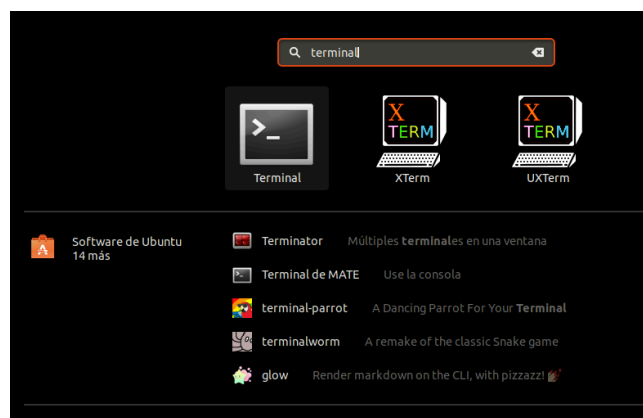 terminal
>_
Terminal
X
TERM
XTerm
X
TERM
UXTerm
Software de Ubuntu
14 más
Terminator Múltiples terminales en una ventana
Terminal de MATE Use la consola
terminal-parrot A Dancing Parrot For Your Terminal
terminalworm A remake of the classic Snake game
glow Render markdown on the CLI, with pizzazz! 💅🏿